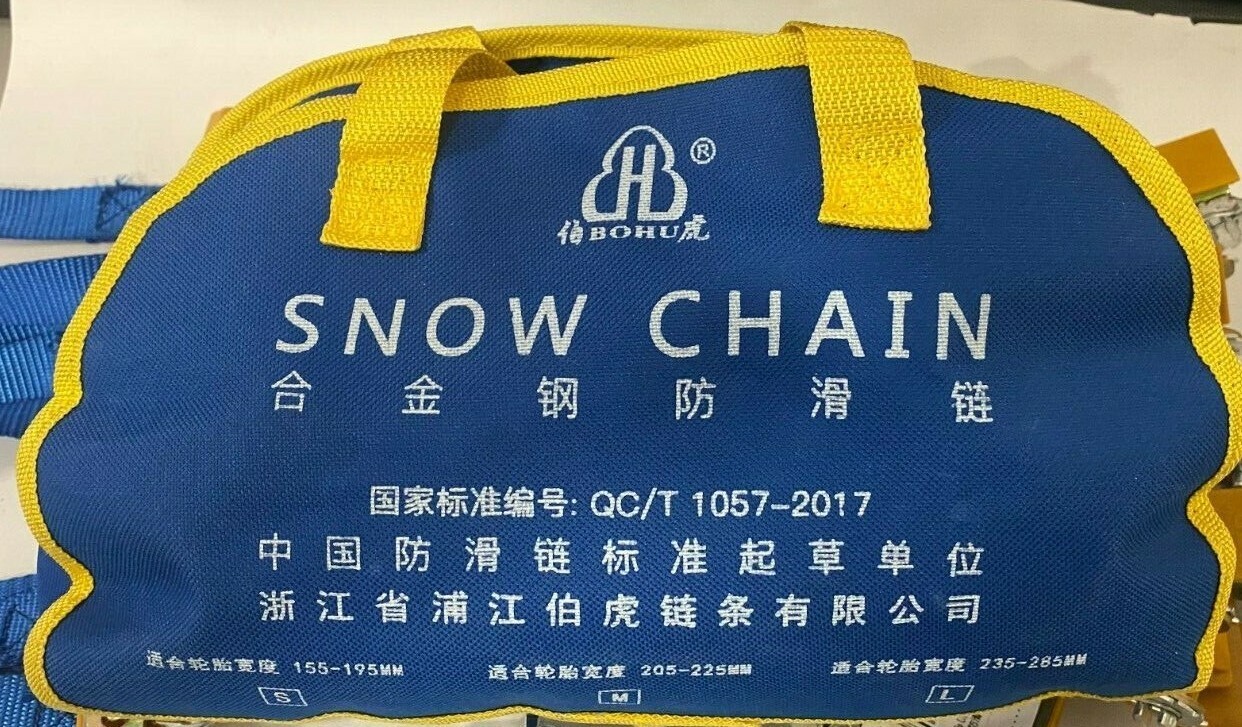 ®
伯BOHU虎
SNOW CHAIN
合金钢防滑链
国家标准编号: QC/T 1057-2017
中国防滑链标准起草单位
浙江省浦江伯虎链条有限公司
适合轮胎宽度 155-195MM 适合轮胎宽度 205-225MM 适合轮胎宽度 235-285MM
S M L